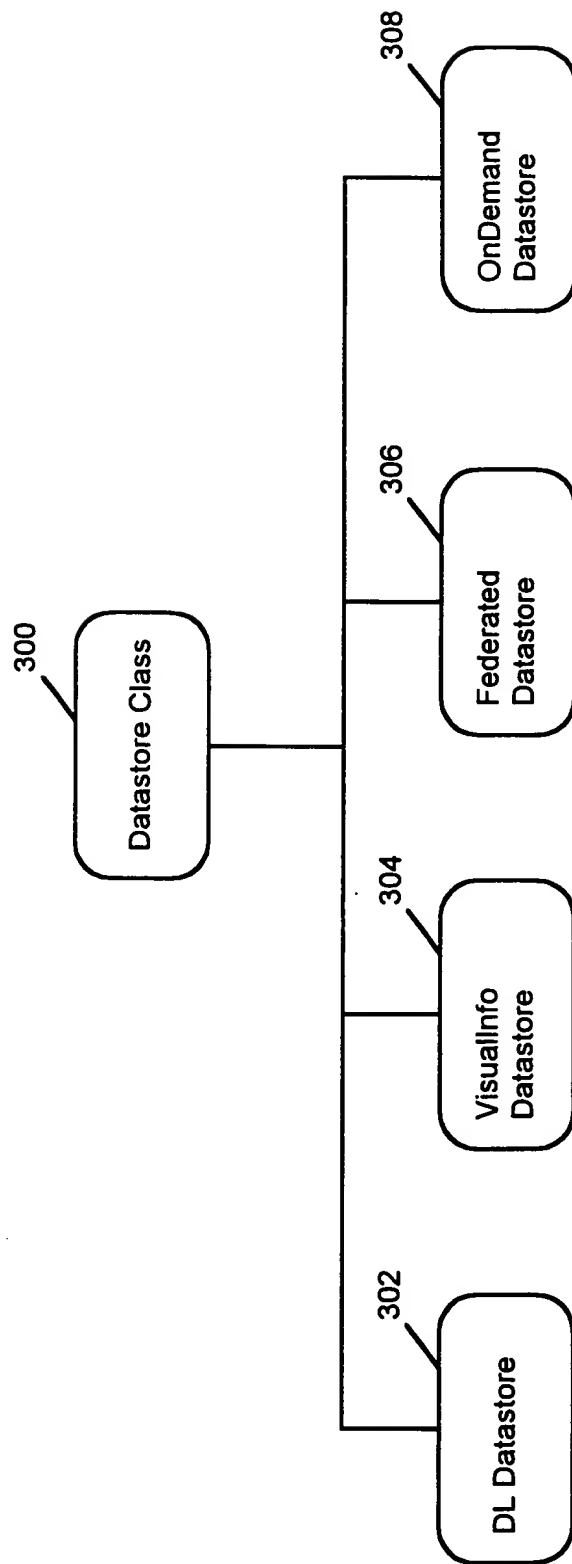 300
Datastore Class
302
DL Datastore
304
VisualInfo
Datastore
306
Federated
Datastore
308
OnDemand
Datastore